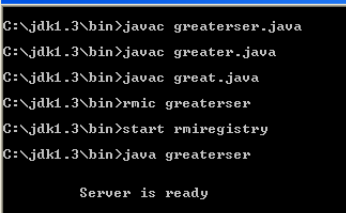 C:\jdk1.3\bin>javac greaterser.java
C:\jdk1.3\bin>javac greater.java
C:\jdk1.3\bin>javac great.java
C:\jdk1.3\bin>rmic greaterser
C:\jdk1.3\bin>start rmiregistry
C:\jdk1.3\bin>java greaterser
Server is ready